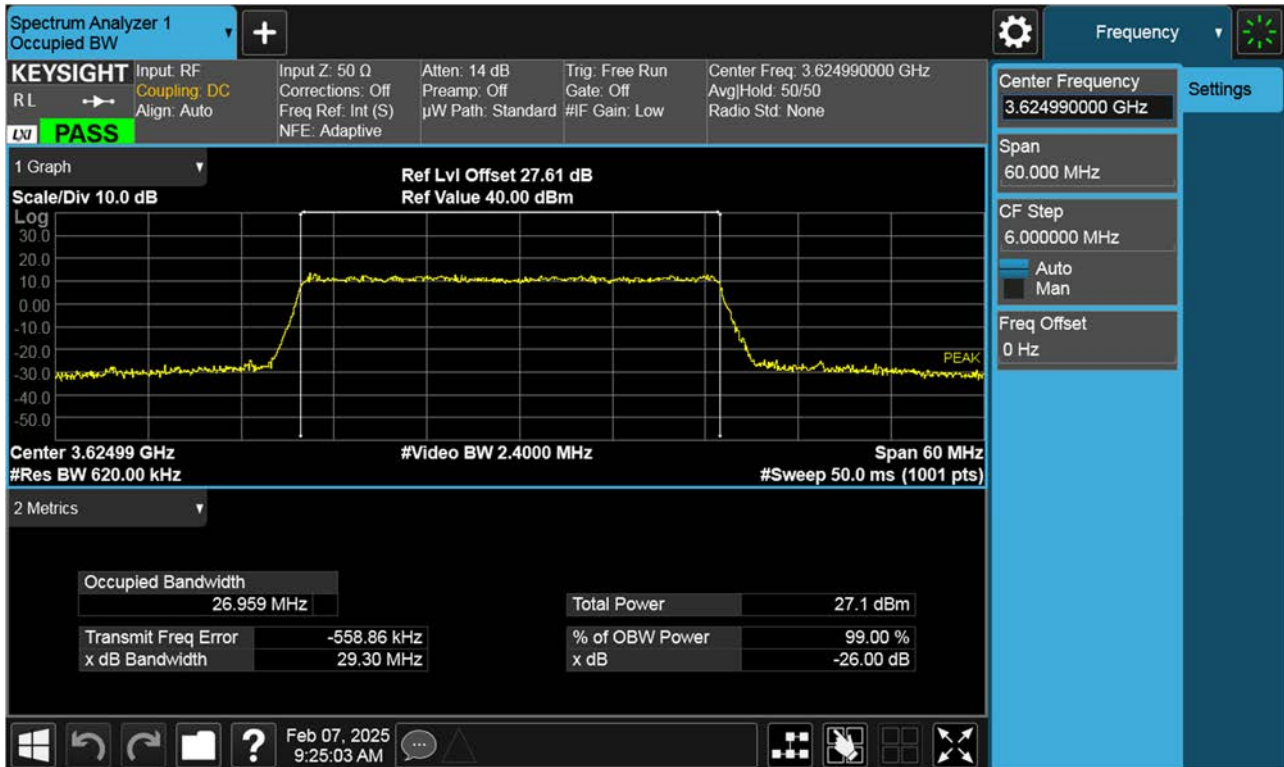 Spectrum Analyzer 1
Occupied BW
+
Frequency
KEYSIGHT
RL
LXI
PASS
Input: RF
Coupling: DC
Align: Auto
Input Z: 50 Ω
Corrections: Off
Freq Ref: Int (S)
NFE: Adaptive
Atten: 14 dB
Preamp: Off
µW Path: Standard
Trig: Free Run
Gate: Off
#IF Gain: Low
Center Freq: 3.624990000 GHz
Avg|Hold: 50/50
Radio Std: None
Center Frequency
3.624990000 GHz
Settings
Span
60.000 MHz
CF Step
6.000000 MHz
Auto
Man
Freq Offset
0 Hz
1 Graph
Scale/Div 10.0 dB
Ref Lvl Offset 27.61 dB
Ref Value 40.00 dBm
Log
30.0
20.0
10.0
0.00
-10.0
-20.0
-30.0
-40.0
-50.0
PEAK
Center 3.62499 GHz
#Video BW 2.4000 MHz
Span 60 MHz
#Res BW 620.00 kHz
#Sweep 50.0 ms (1001 pts)
2 Metrics
Occupied Bandwidth
26.959 MHz
Total Power 27.1 dBm
Transmit Freq Error -558.86 kHz
% of OBW Power 99.00 %
x dB Bandwidth 29.30 MHz
x dB -26.00 dB
?
Feb 07, 2025
9:25:03 AM